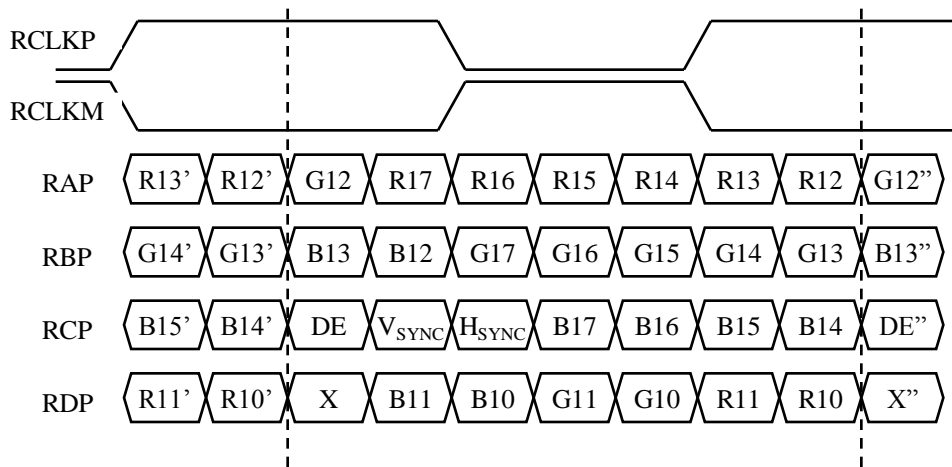 RCLKP
RCLKM
RAP R13’ R12’ G12 R17 R16 R15 R14 R13 R12 G12”
RBP G14’ G13’ B13 B12 G17 G16 G15 G14 G13 B13”
RCP B15’ B14’ DE VSYNC HSYNC B17 B16 B15 B14 DE”
RDP R11’ R10’ X B11 B10 G11 G10 R11 R10 X”